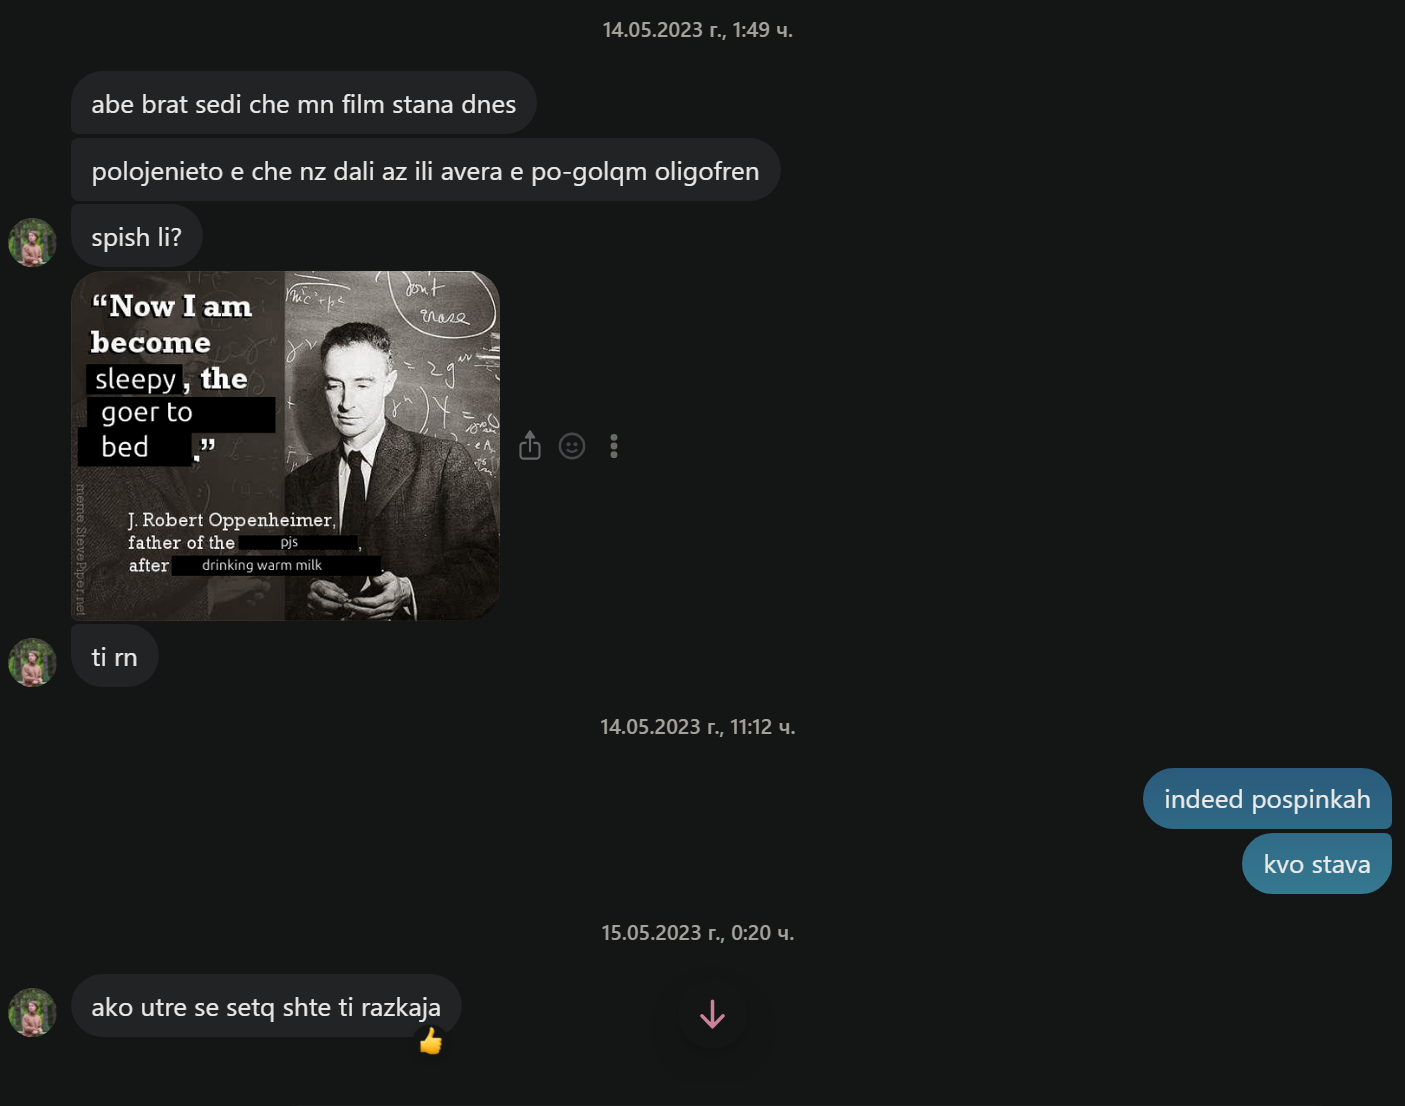 14.05.2023 г., 1:49 ч.
abe brat sedi che mn film stana dnes
polojenieto e che nz dali az ili avera e po-golqm oligofren
spish li?
“Now I am
become
sleepy, the
goer to
bed.”
J. Robert Oppenheimer,
father of the pjs,
after drinking warm milk.
meme StevePiper.net
dont
erase
ti rn
14.05.2023 г., 11:12 ч.
indeed pospinkah
kvo stava
15.05.2023 г., 0:20 ч.
ako utre se setq shte ti razkaja